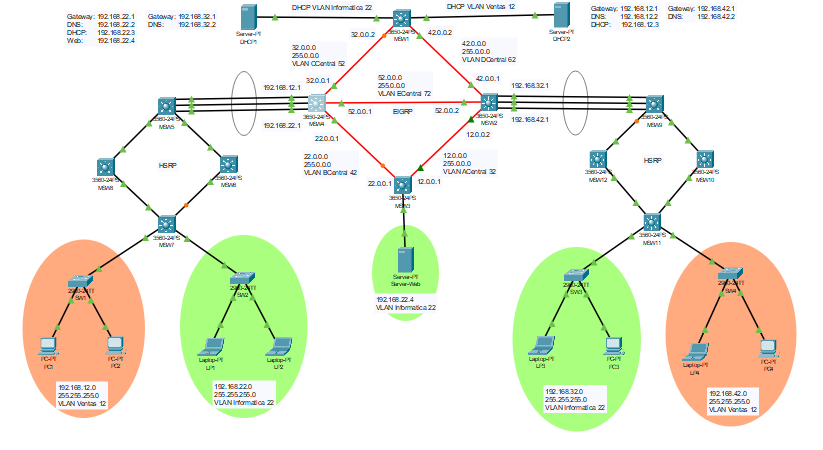 Gateway: 192.168.22.1
DNS: 192.168.22.2
DHCP: 192.168.22.3
Web: 192.168.22.4
Gateway: 192.168.32.1
DNS: 192.168.32.2
Server-PT
DHCP1
DHCP VLAN Informatica 22
DHCP VLAN Ventas 12
Server-PT
DHCP2
Gateway: 192.168.12.1
DNS: 192.168.12.2
DHCP: 192.168.12.3
Gateway: 192.168.42.1
DNS: 192.168.42.2
32.0.0.2
3650-24PS
MSW1
42.0.0.2
32.0.0.0
255.0.0.0
VLAN CCentral 52
42.0.0.0
255.0.0.0
VLAN DCentral 62
32.0.0.1
52.0.0.0
255.0.0.0
VLAN ECentral 72
42.0.0.1
192.168.12.1
192.168.32.1
3560-24PS
MSW5
192.168.22.1
3650-24PS
MSW4
52.0.0.1
EIGRP
52.0.0.2
3650-24PS
MSW2
192.168.42.1
3560-24PS
MSW9
22.0.0.1
12.0.0.2
HSRP
3560-24PS
MSW8
3560-24PS
MSW6
22.0.0.0
255.0.0.0
VLAN BCentral 42
12.0.0.0
255.0.0.0
VLAN ACentral 32
HSRP
3560-24PS
MSW12
3560-24PS
MSW10
22.0.0.1
12.0.0.1
3650-24PS
MSW3
3560-24PS
MSW7
3560-24PS
MSW11
Server-PT
Server-Web
192.168.22.4
VLAN Informatica 22
2960-24TT
SW1
2960-24TT
SW2
2960-24TT
SW3
2960-24TT
SW4
PC-PT
PC1
PC-PT
PC2
Laptop-PT
LP1
Laptop-PT
LP2
Laptop-PT
LP3
PC-PT
PC3
Laptop-PT
LP4
PC-PT
PC4
192.168.12.0
255.255.255.0
VLAN Ventas 12
192.168.22.0
255.255.255.0
VLAN Informatica 22
192.168.32.0
255.255.255.0
VLAN Informatica 22
192.168.42.0
255.255.255.0
VLAN Ventas 12